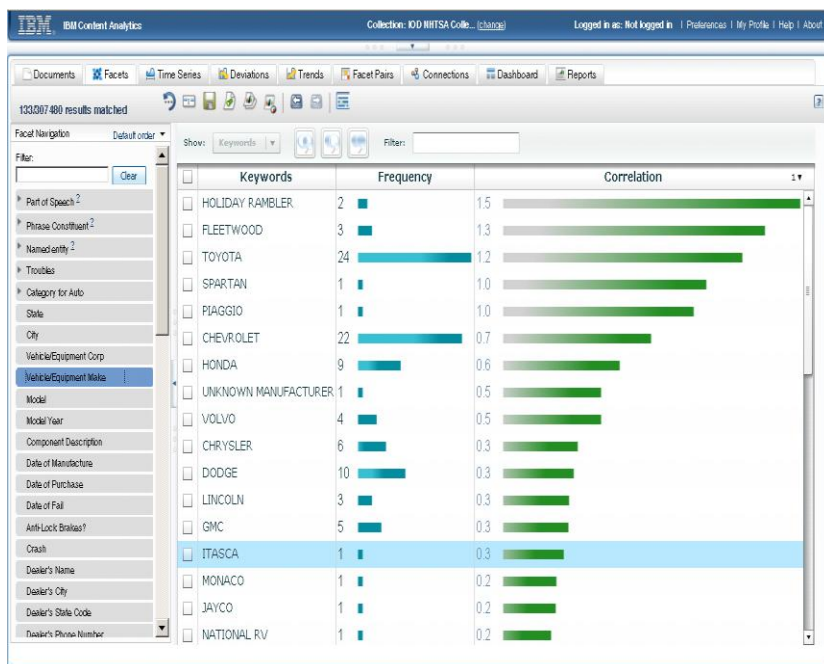 IBM IBM Content Analytics Collection: IOD NHTSA Colle... (change) Logged in as: Not logged in | Preferences | My Profile | Help | About
Documents Facets Time Series Deviations Trends Facet Pairs Connections Dashboard Reports
133/307480 results matched
Facet Navigation Default order
Filter:
Clear
Part of Speech ?
Phrase Constituent ?
Named entity ?
Troubles
Category for Auto
State
City
Vehicle/Equipment Corp
Vehicle/Equipment Make
Model
Model Year
Component Description
Date of Manufacture
Date of Purchase
Date of Fail
Anti-Lock Brakes?
Crash
Dealer's Name
Dealer's City
Dealer's State Code
Dealer's Phone Number
Show: Keywords Filter:
Keywords Frequency Correlation 1
HOLIDAY RAMBLER 2 1.5
FLEETWOOD 3 1.3
TOYOTA 24 1.2
SPARTAN 1 1.0
PIAGGIO 1 1.0
CHEVROLET 22 0.7
HONDA 9 0.6
UNKNOWN MANUFACTURER 1 0.5
VOLVO 4 0.5
CHRYSLER 6 0.3
DODGE 10 0.3
LINCOLN 3 0.3
GMC 5 0.3
ITASCA 1 0.3
MONACO 1 0.2
JAYCO 1 0.2
NATIONAL RV 1 0.2